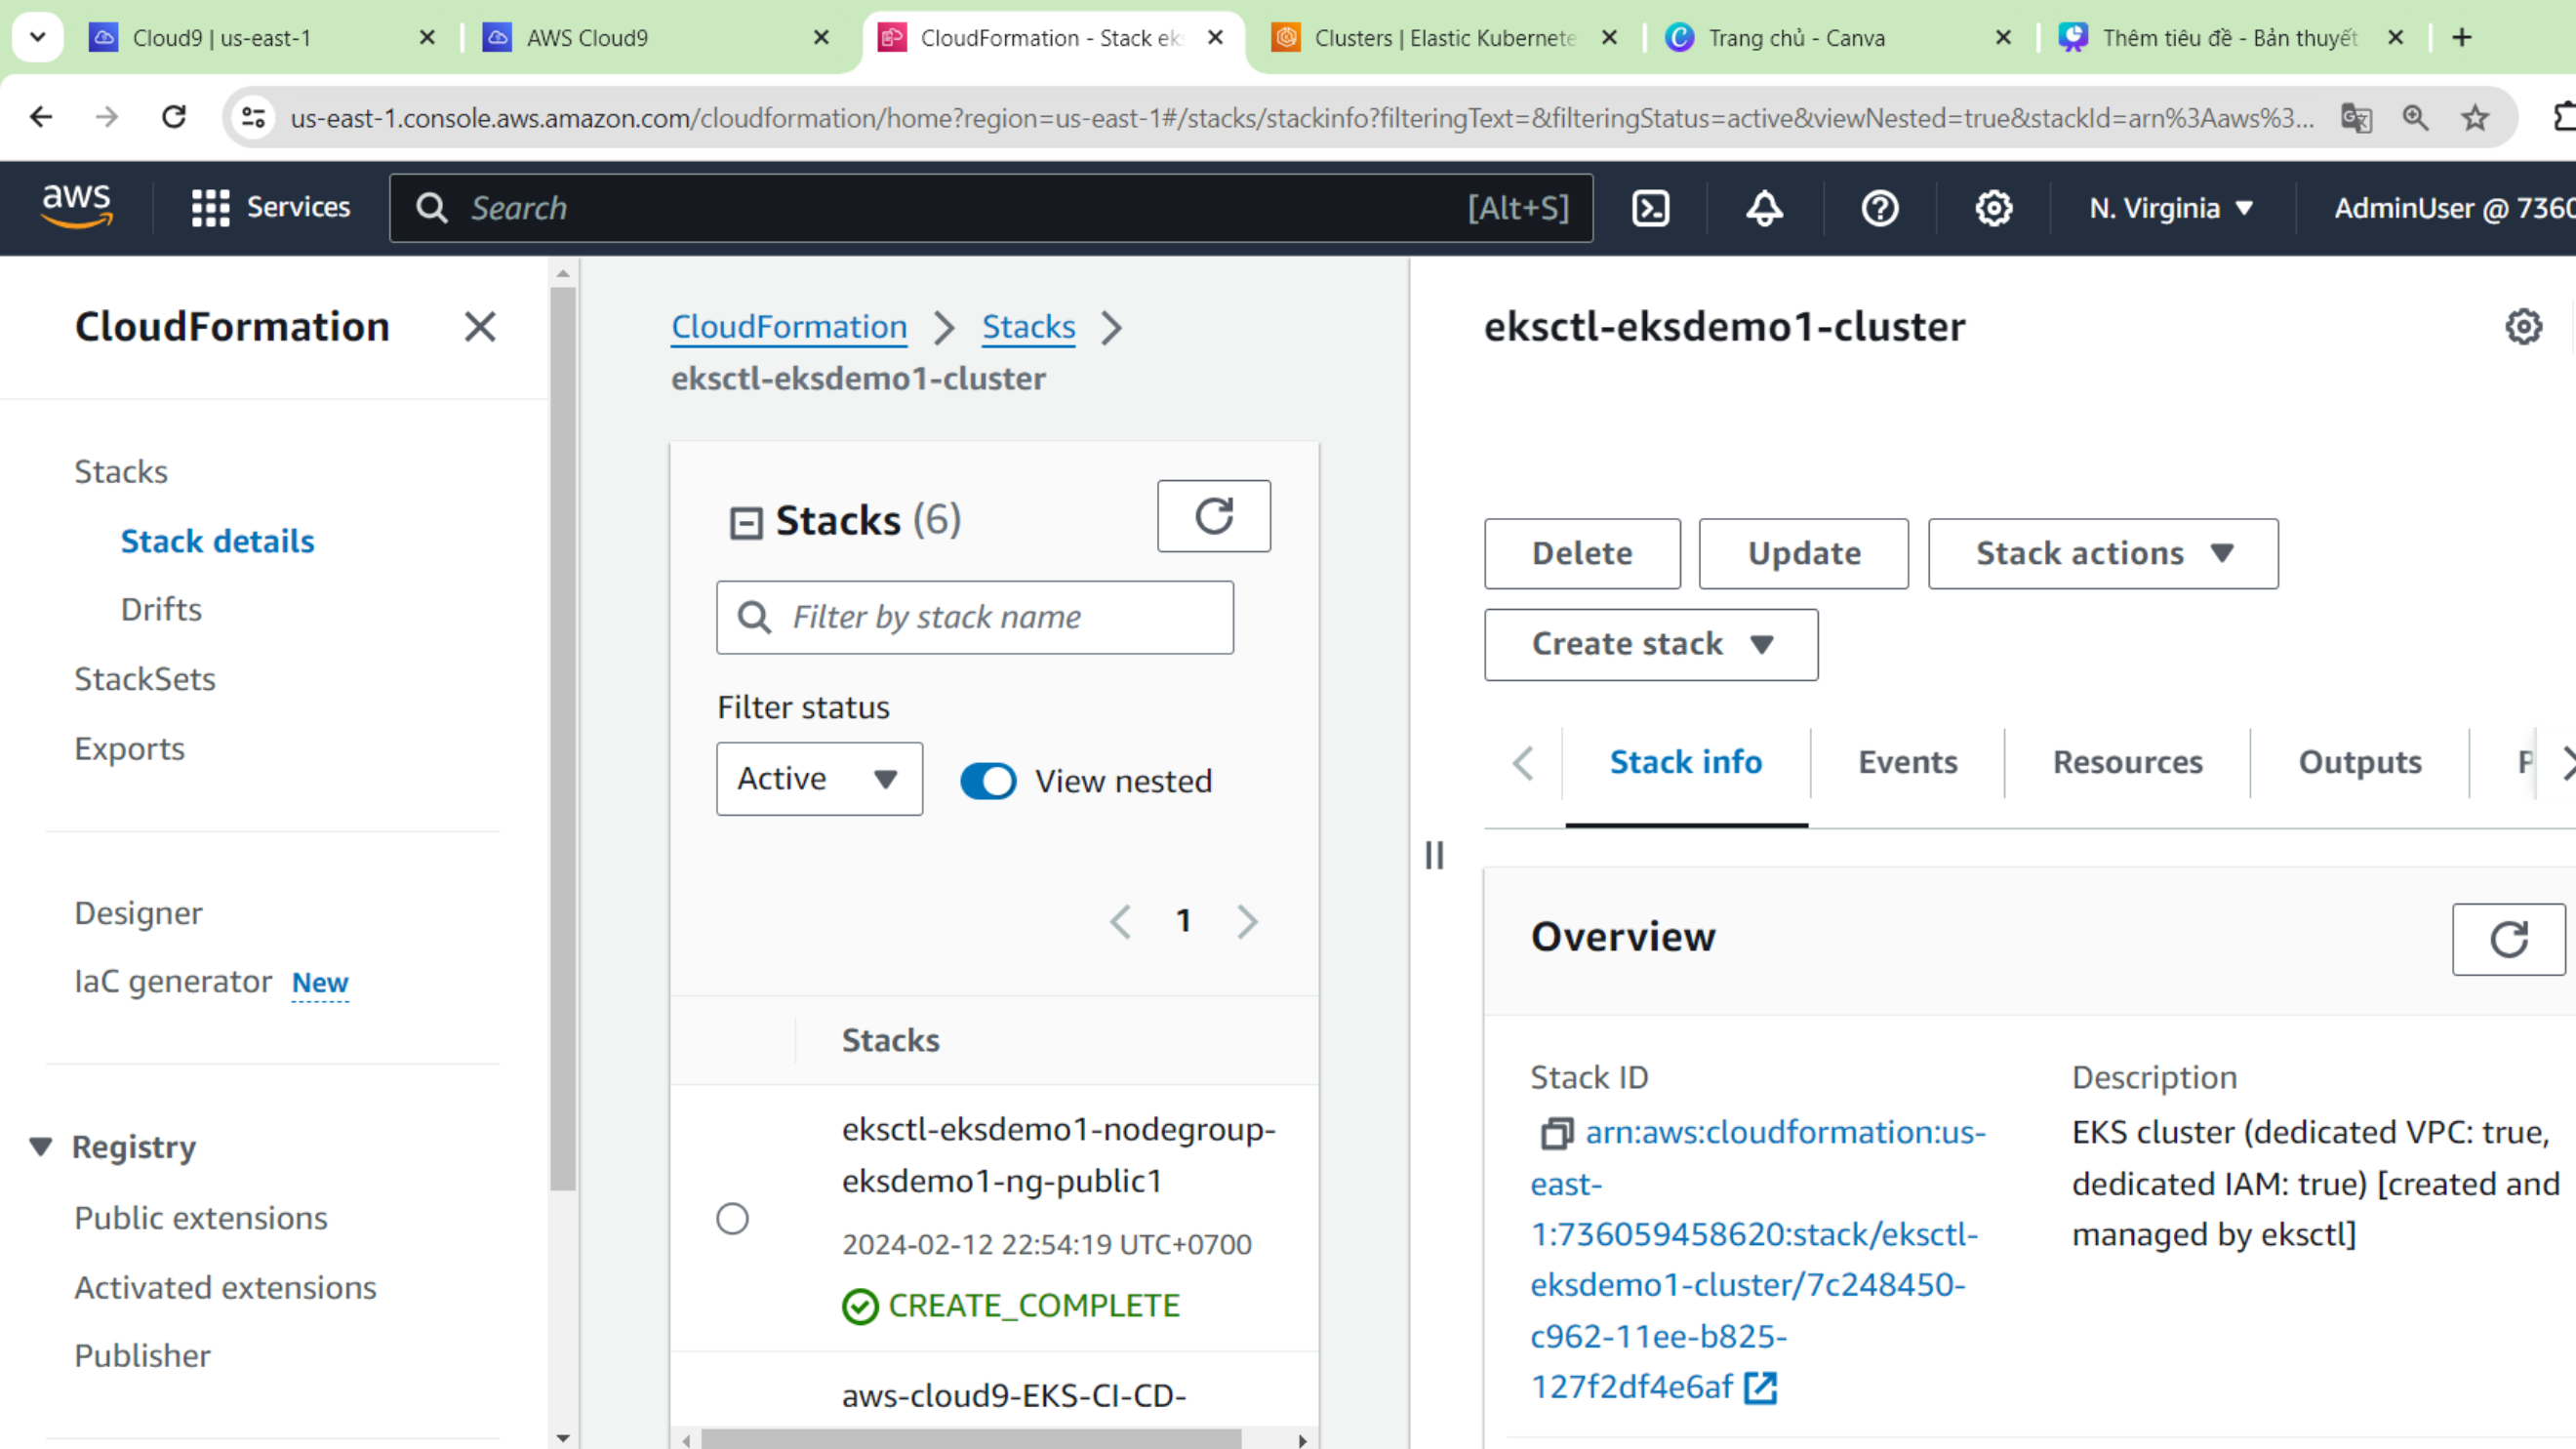 Cloud9 | us-east-1
AWS Cloud9
CloudFormation - Stack eks
Clusters | Elastic Kubernete
Trang chủ - Canva
Thêm tiêu đề - Bản thuyết
us-east-1.console.aws.amazon.com/cloudformation/home?region=us-east-1#/stacks/stackinfo?filteringText=&filteringStatus=active&viewNested=true&stackId=arn%3Aaws%3...
aws
Services
Search
[Alt+S]
N. Virginia
AdminUser @ 7360
CloudFormation
Stacks
Stack details
Drifts
StackSets
Exports
Designer
IaC generator New
Registry
Public extensions
Activated extensions
Publisher
CloudFormation
Stacks
eksctl-eksdemo1-cluster
Stacks (6)
Filter by stack name
Filter status
Active
View nested
1
Stacks
eksctl-eksdemo1-nodegroup-
eksdemo1-ng-public1
2024-02-12 22:54:19 UTC+0700
CREATE_COMPLETE
aws-cloud9-EKS-CI-CD-
eksctl-eksdemo1-cluster
Delete
Update
Stack actions
Create stack
Stack info
Events
Resources
Outputs
Overview
Stack ID
arn:aws:cloudformation:us-
east-
1:736059458620:stack/eksctl-
eksdemo1-cluster/7c248450-
c962-11ee-b825-
127f2df4e6af
Description
EKS cluster (dedicated VPC: true,
dedicated IAM: true) [created and
managed by eksctl]